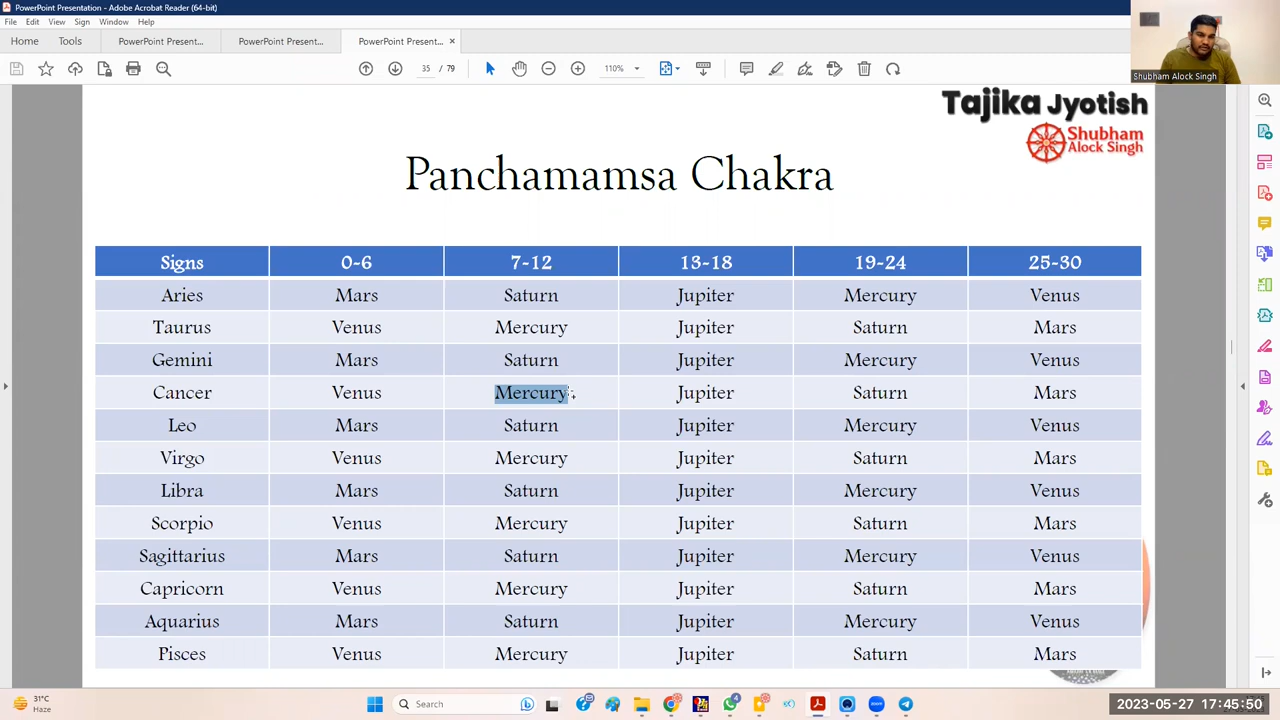 PowerPoint Presentation - Adobe Acrobat Reader (64-bit)
File Edit View Sign Window Help
Home Tools PowerPoint Present... PowerPoint Present... PowerPoint Present... ×
35 / 79 110%
Shubham Alock Singh
Tajika Jyotish
Shubham
Alock Singh
Panchamamsa Chakra
Signs 0-6 7-12 13-18 19-24 25-30
Aries Mars Saturn Jupiter Mercury Venus
Taurus Venus Mercury Jupiter Saturn Mars
Gemini Mars Saturn Jupiter Mercury Venus
Cancer Venus Mercury Jupiter Saturn Mars
Leo Mars Saturn Jupiter Mercury Venus
Virgo Venus Mercury Jupiter Saturn Mars
Libra Mars Saturn Jupiter Mercury Venus
Scorpio Venus Mercury Jupiter Saturn Mars
Sagittarius Mars Saturn Jupiter Mercury Venus
Capricorn Venus Mercury Jupiter Saturn Mars
Aquarius Mars Saturn Jupiter Mercury Venus
Pisces Venus Mercury Jupiter Saturn Mars
31°C
Haze
Search
4
2023-05-27 17:45:50